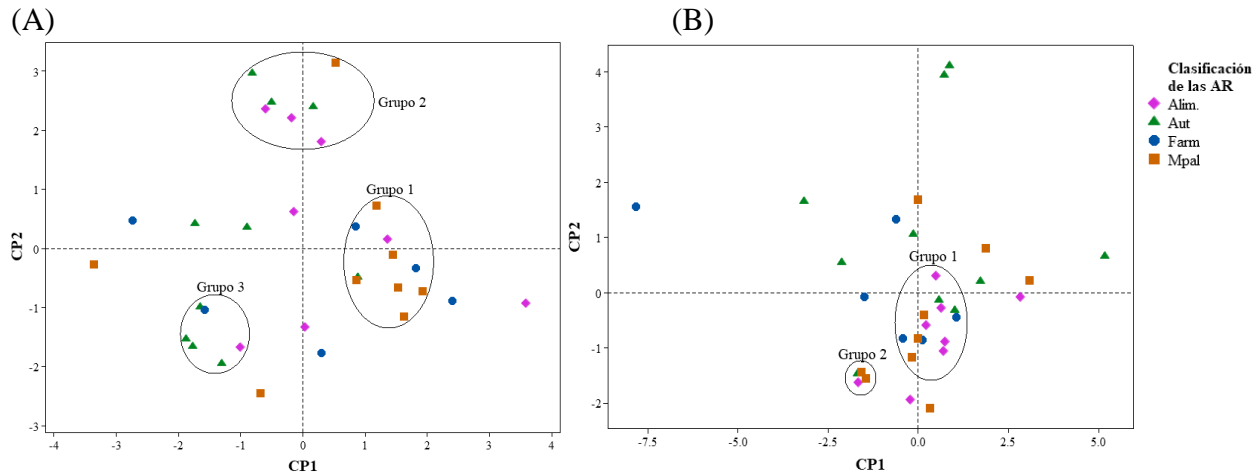 (A)
(B)
3
2
1
0
-1
-2
-3
CP2
Grupo 2
Grupo 1
Grupo 3
-4
-3
-2
-1
0
1
2
3
4
CP1
4
3
2
1
0
-1
-2
CP2
Grupo 1
Grupo 2
-7.5
-5.0
-2.5
0.0
2.5
5.0
CP1
Clasificación
de las AR
Alim.
Aut
Farm
Mpal